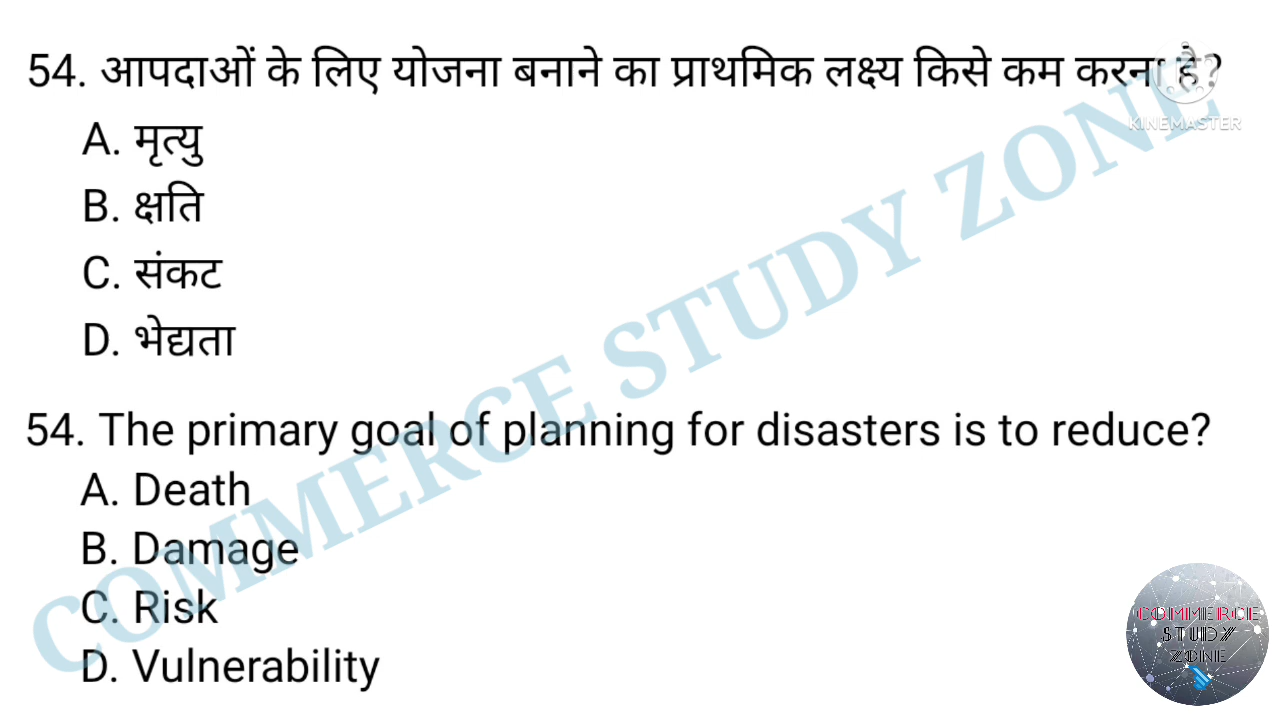 54. आपदाओं के लिए योजना बनाने का प्राथमिक लक्ष्य किसे कम करना है?
KINEMASTER
A. मृत्यु
B. क्षति
C. संकट
D. भेद्यता
COMMERCE STUDY ZONE
54. The primary goal of planning for disasters is to reduce?
A. Death
B. Damage
C. Risk
D. Vulnerability
COMMERCE
STUDY
ZONE